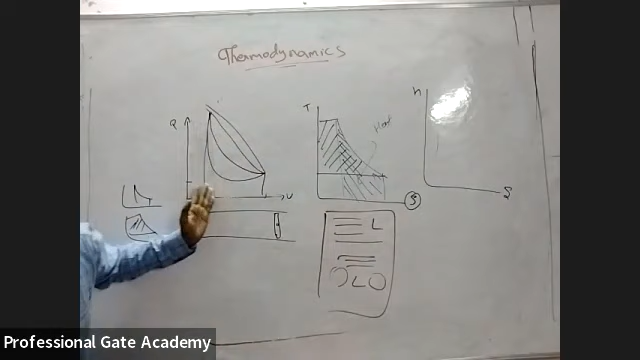 Thermodynamics
P
V
T
Heat
S
h
S
L
Professional Gate Academy